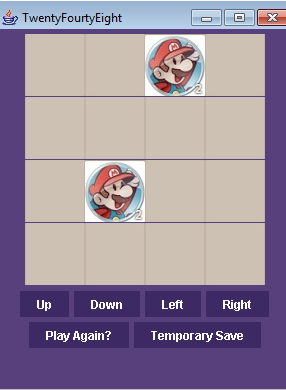 TwentyFourtyEight
2
2
Up Down Left Right
Play Again? Temporary Save